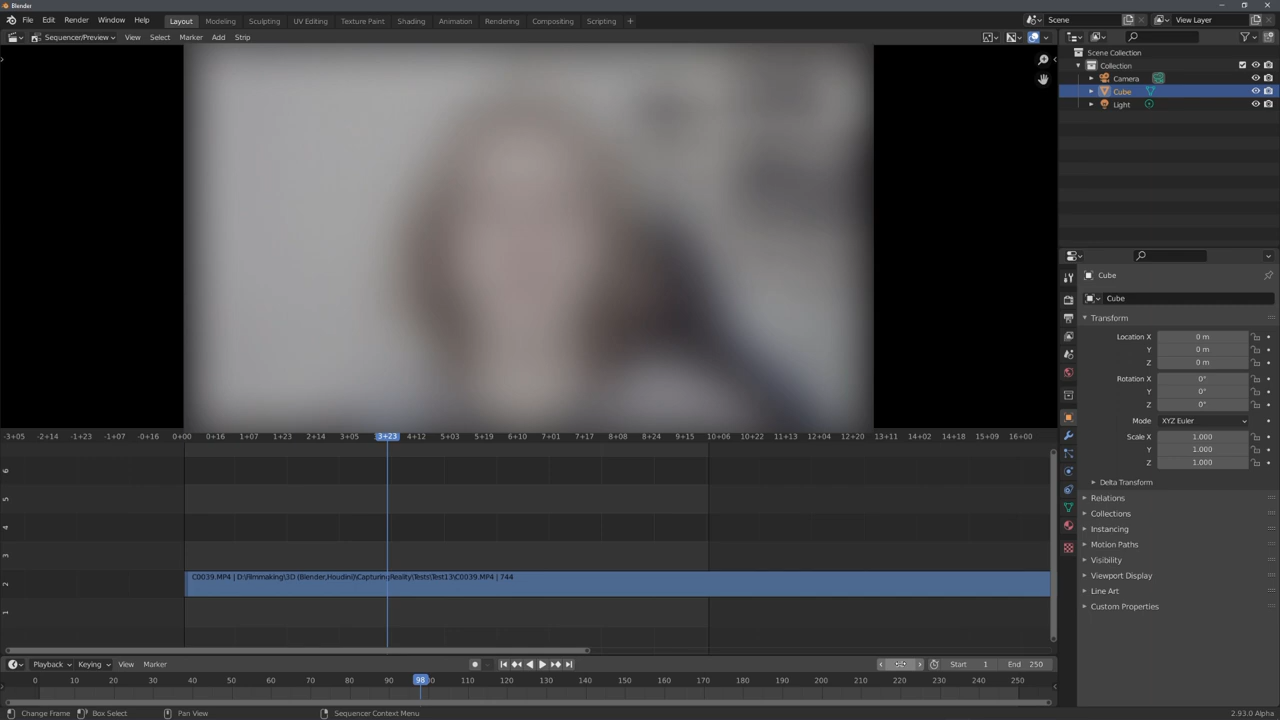 Blender
File Edit Render Window Help Layout Modeling Sculpting UV Editing Texture Paint Shading Animation Rendering Compositing Scripting + Scene View Layer
Sequencer/Preview View Select Marker Add Strip
Scene Collection
Collection
Camera
Cube
Light
Cube
Cube
Transform
Location X 0 m
Y 0 m
Z 0 m
Rotation X 0°
Y 0°
Z 0°
Mode XYZ Euler
Scale X 1.000
Y 1.000
Z 1.000
Delta Transform
Relations
Collections
Instancing
Motion Paths
Visibility
Viewport Display
Line Art
Custom Properties
-3+05 -2+14 -1+23 -1+07 -0+16 0+00 0+16 1+07 1+23 2+14 3+05 3+23 4+12 5+03 5+19 6+10 7+01 7+17 8+08 8+24 9+15 10+06 10+22 11+13 12+04 12+20 13+11 14+02 14+18 15+09 16+00
6
5
4
3
2
1
C0039.MP4 | D:\filmmaking\3D (Blender,Houdini)\CapturingReality\Tests\Test13\C0039.MP4 | 744
Playback Keying View Marker Start 1 End 250
0 10 20 30 40 50 60 70 80 90 98 110 120 130 140 150 160 170 180 190 200 210 220 230 240 250
Change Frame Box Select Pan View Sequencer Context Menu 2.93.0 Alpha